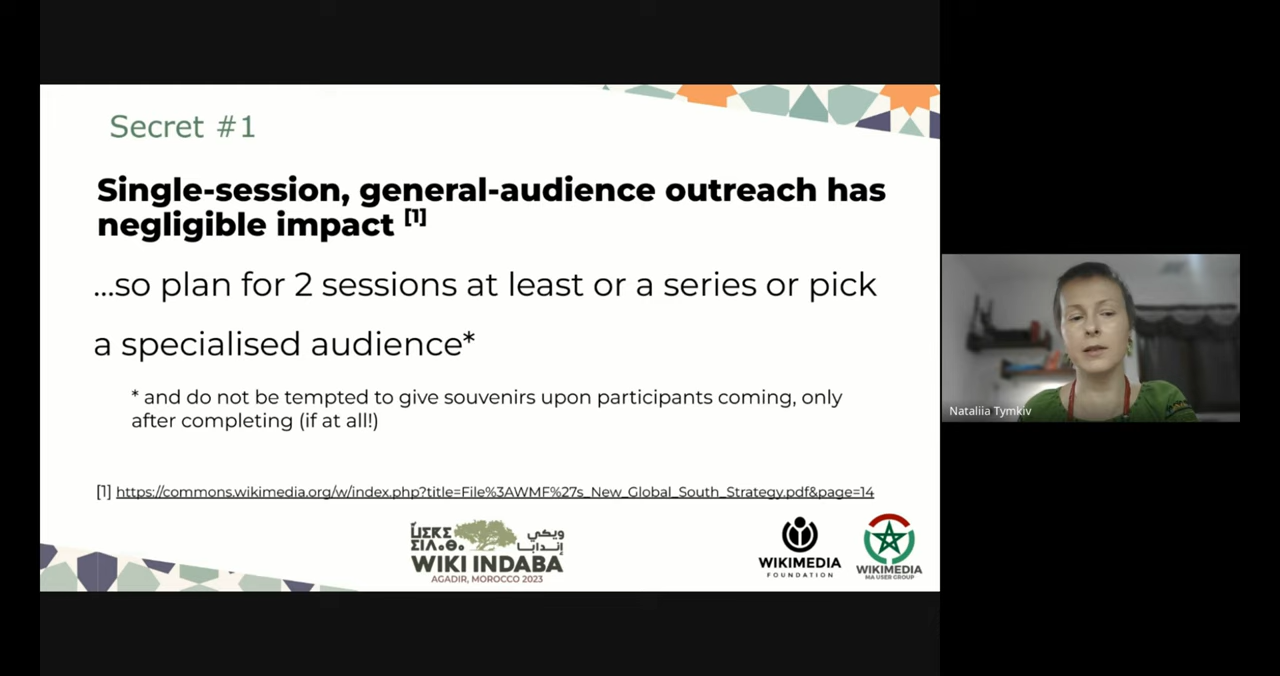 Secret #1
Single-session, general-audience outreach has
negligible impact [1]
...so plan for 2 sessions at least or a series or pick
a specialised audience*
* and do not be tempted to give souvenirs upon participants coming, only
after completing (if at all!)
[1] https://commons.wikimedia.org/w/index.php?title=File%3AWMF%27s_New_Global_South_Strategy.pdf&page=14
ويكي
إندابا
WIKI INDABA
AGADIR, MOROCCO 2023
WIKIMEDIA
FOUNDATION
WIKIMEDIA
MA USER GROUP
Nataliia Tymkiv